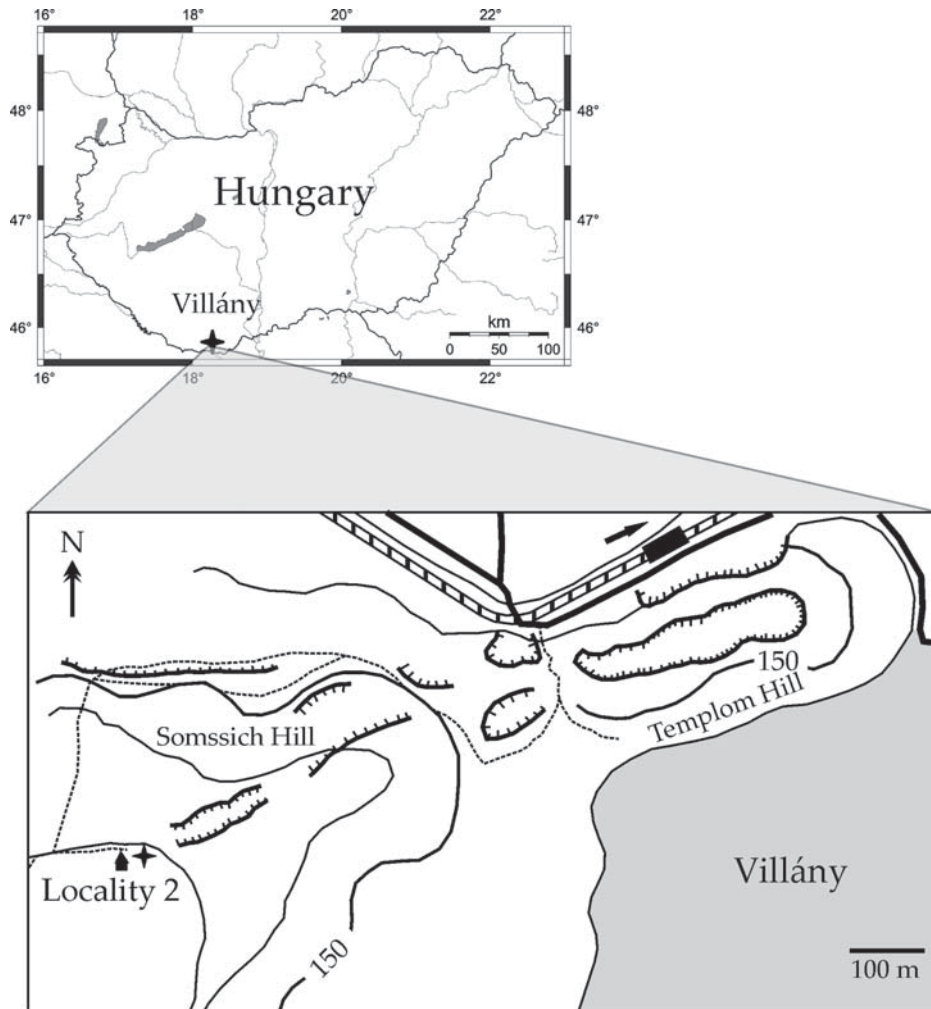 16° 18° 20° 22°
48° 48°
Hungary
47° 47°
Villány
46° 46°
km
0 50 100
16° 18° 20° 22°
N
150
Templom Hill
Somssich Hill
Villány
Locality 2
150
100 m